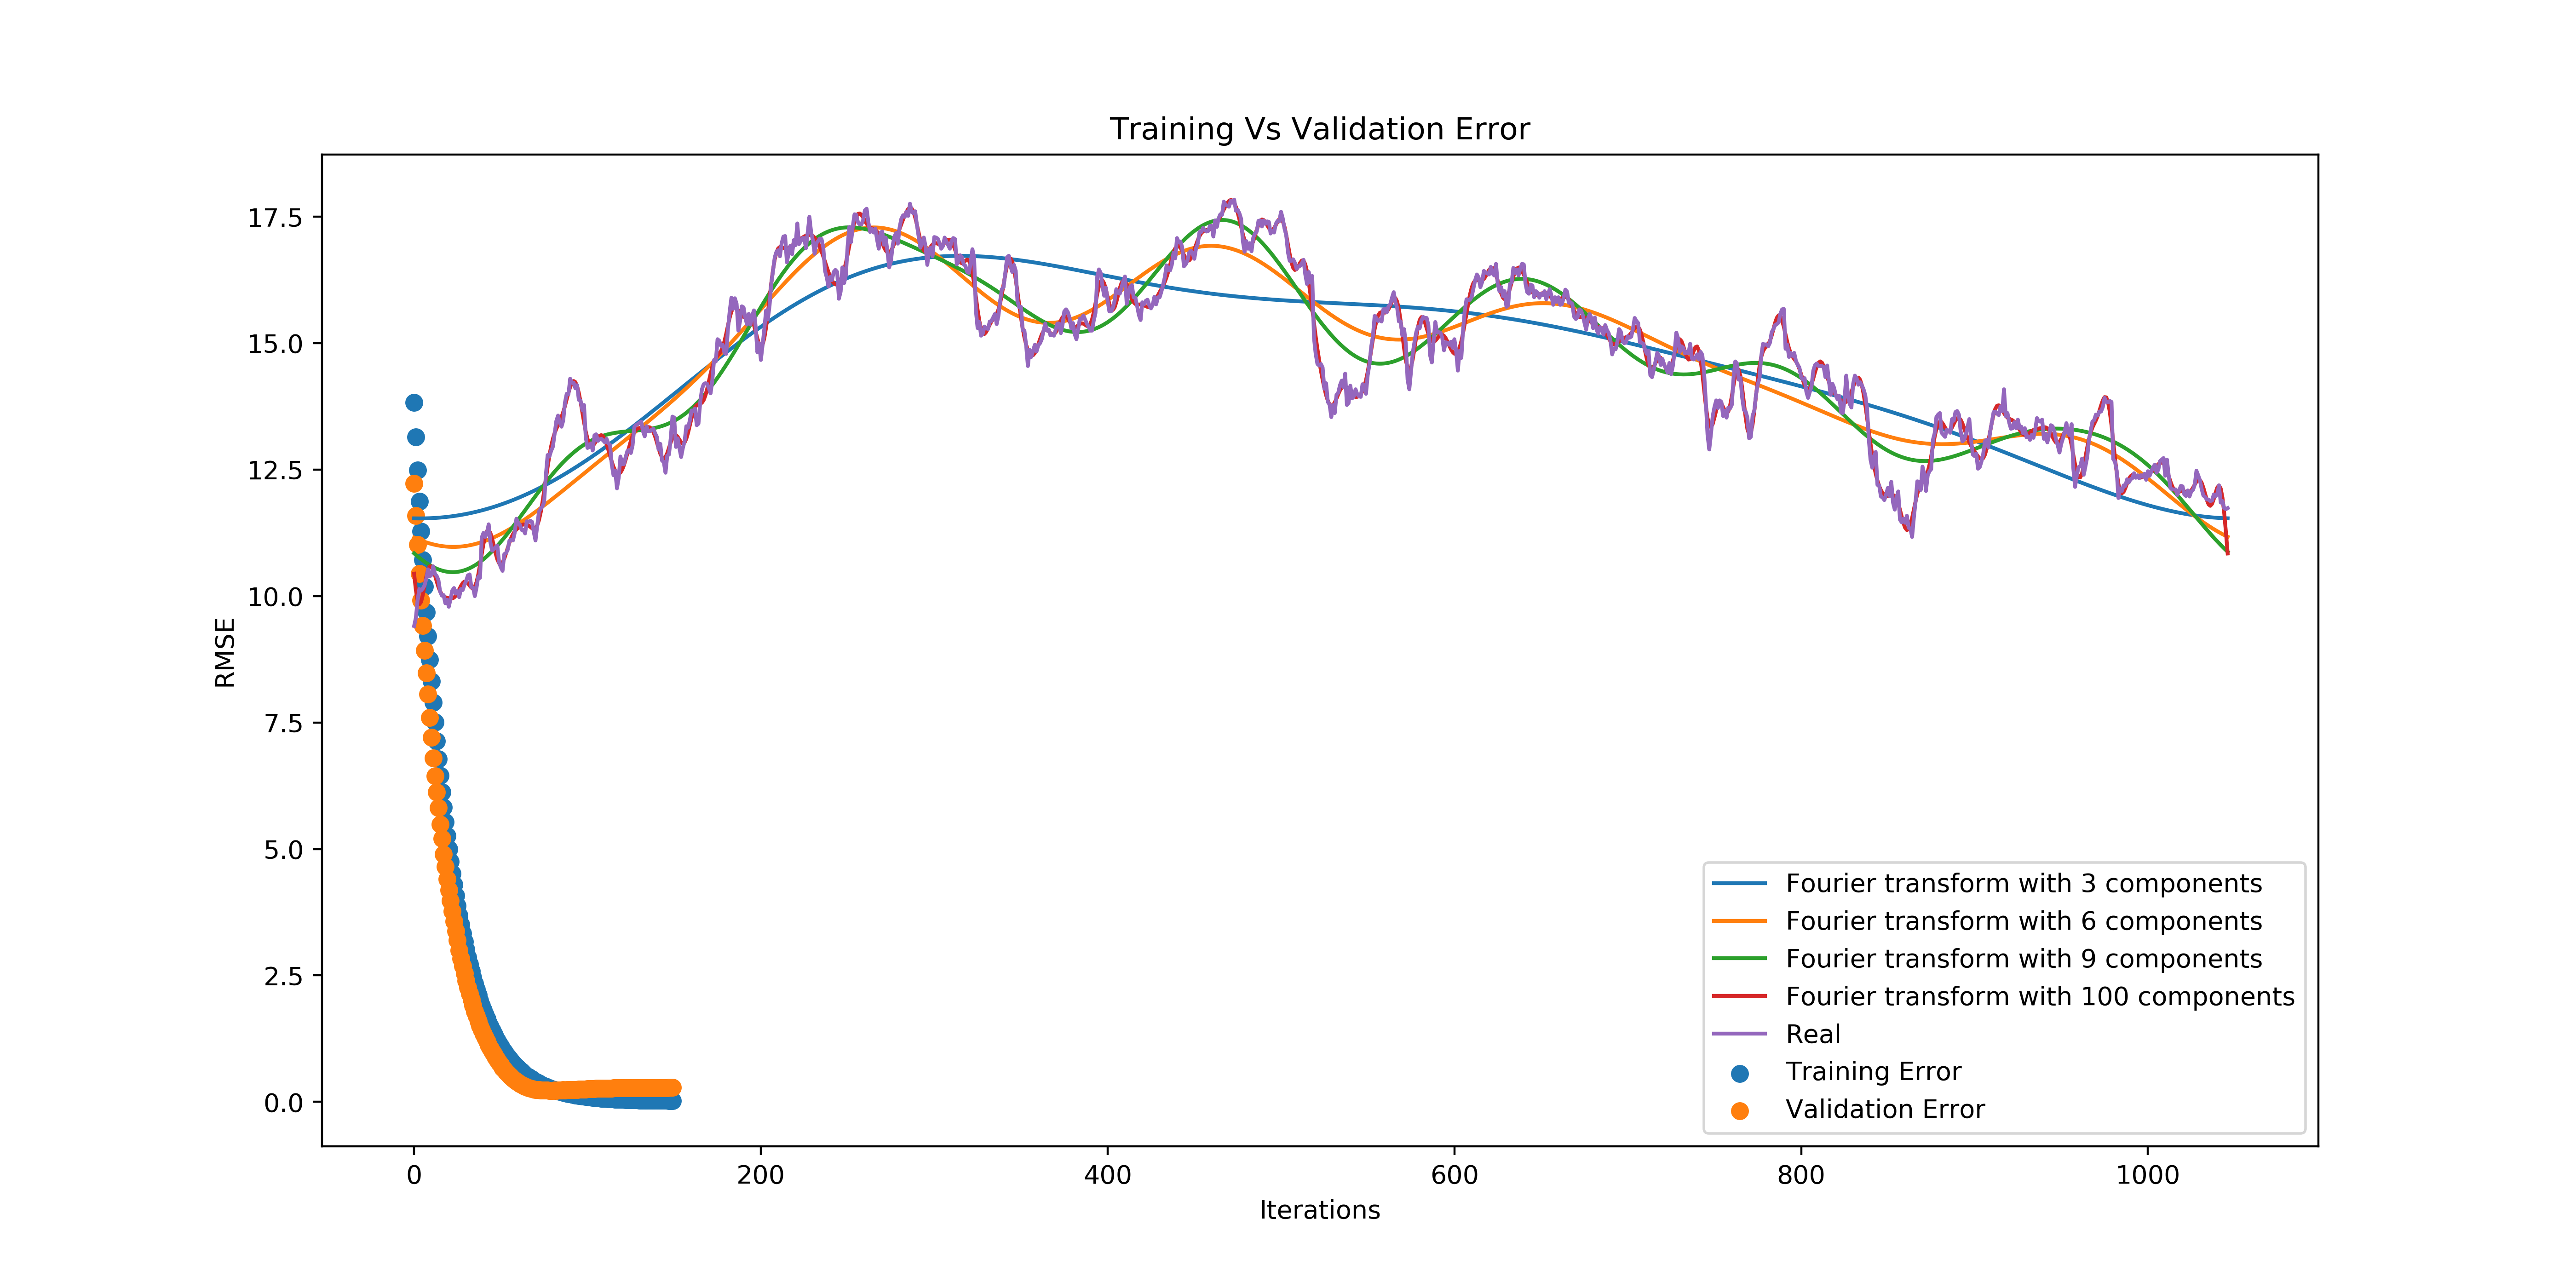 Training Vs Validation Error
17.5
15.0
12.5
10.0
7.5
5.0
2.5
0.0
RMSE
0
200
400
600
800
1000
Iterations
Fourier transform with 3 components
Fourier transform with 6 components
Fourier transform with 9 components
Fourier transform with 100 components
Real
Training Error
Validation Error